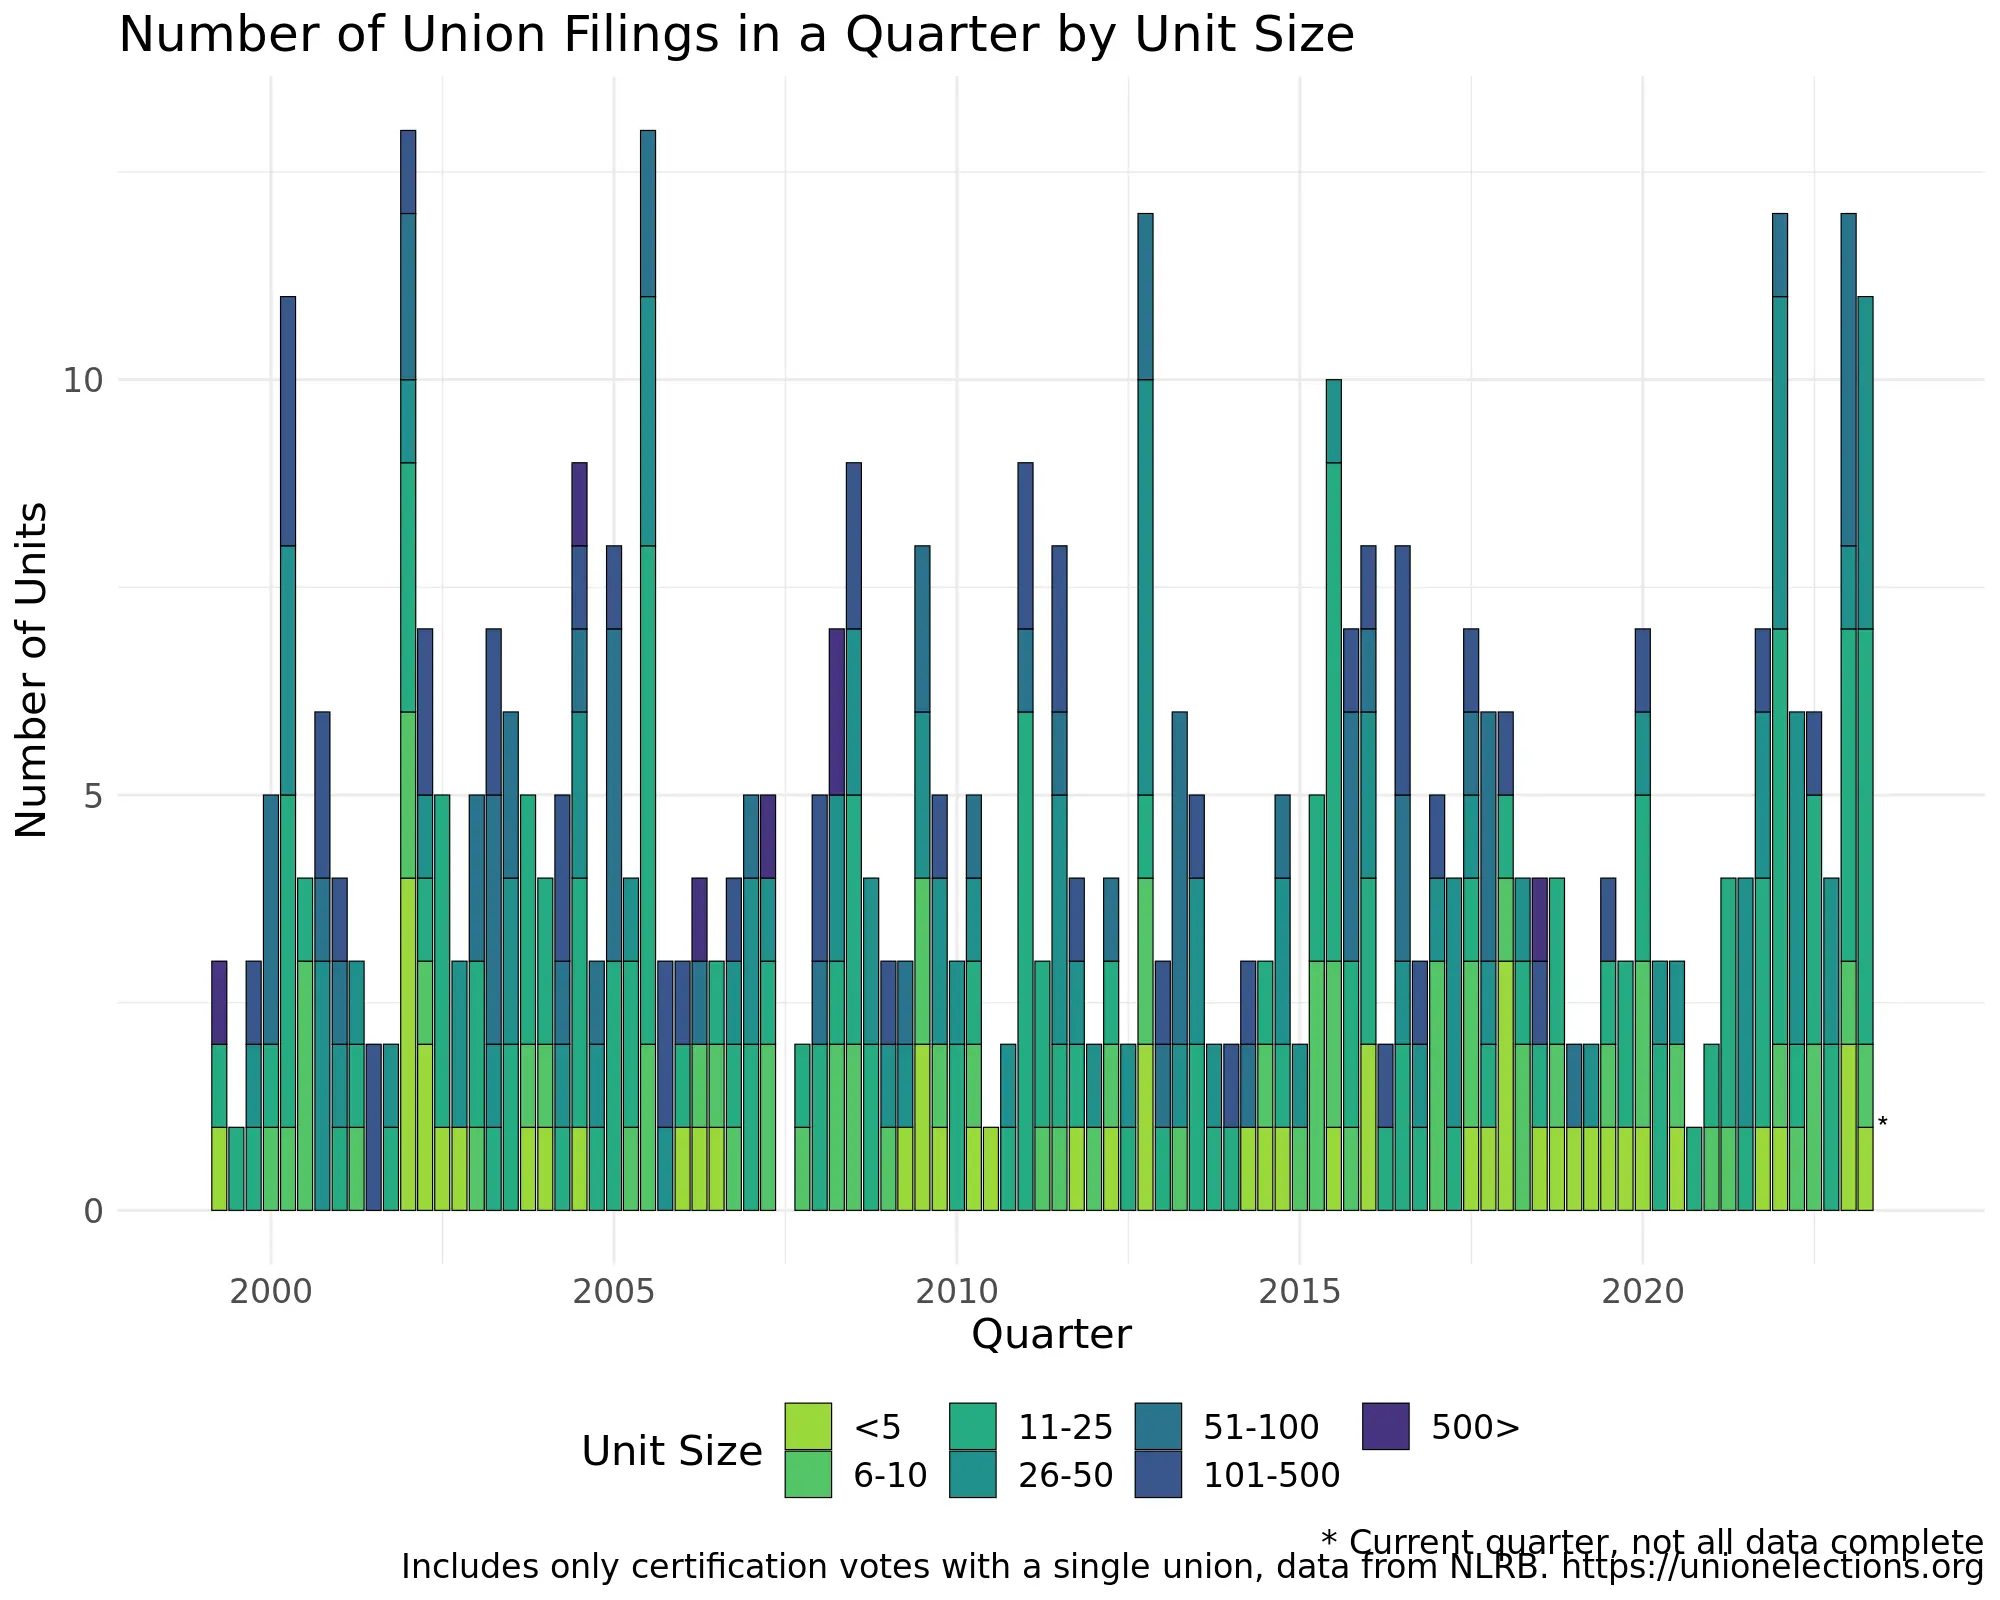 Number of Union Filings in a Quarter by Unit Size
Number of Units
10
5
0
*
2000 2005 2010 2015 2020
Quarter
Unit Size
<5 11-25 51-100 500>
6-10 26-50 101-500
* Current quarter, not all data complete
Includes only certification votes with a single union, data from NLRB. https://unionelections.org